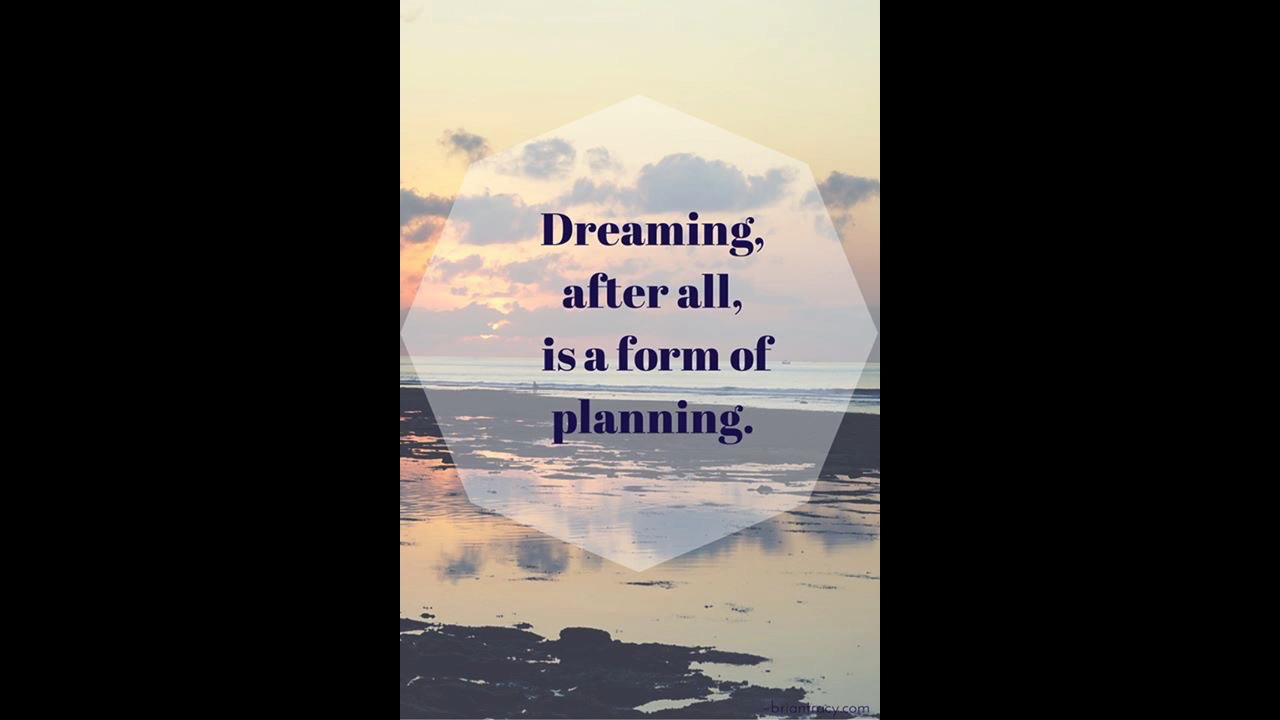 Dreaming,
after all,
is a form of
planning.
-briantracy.com